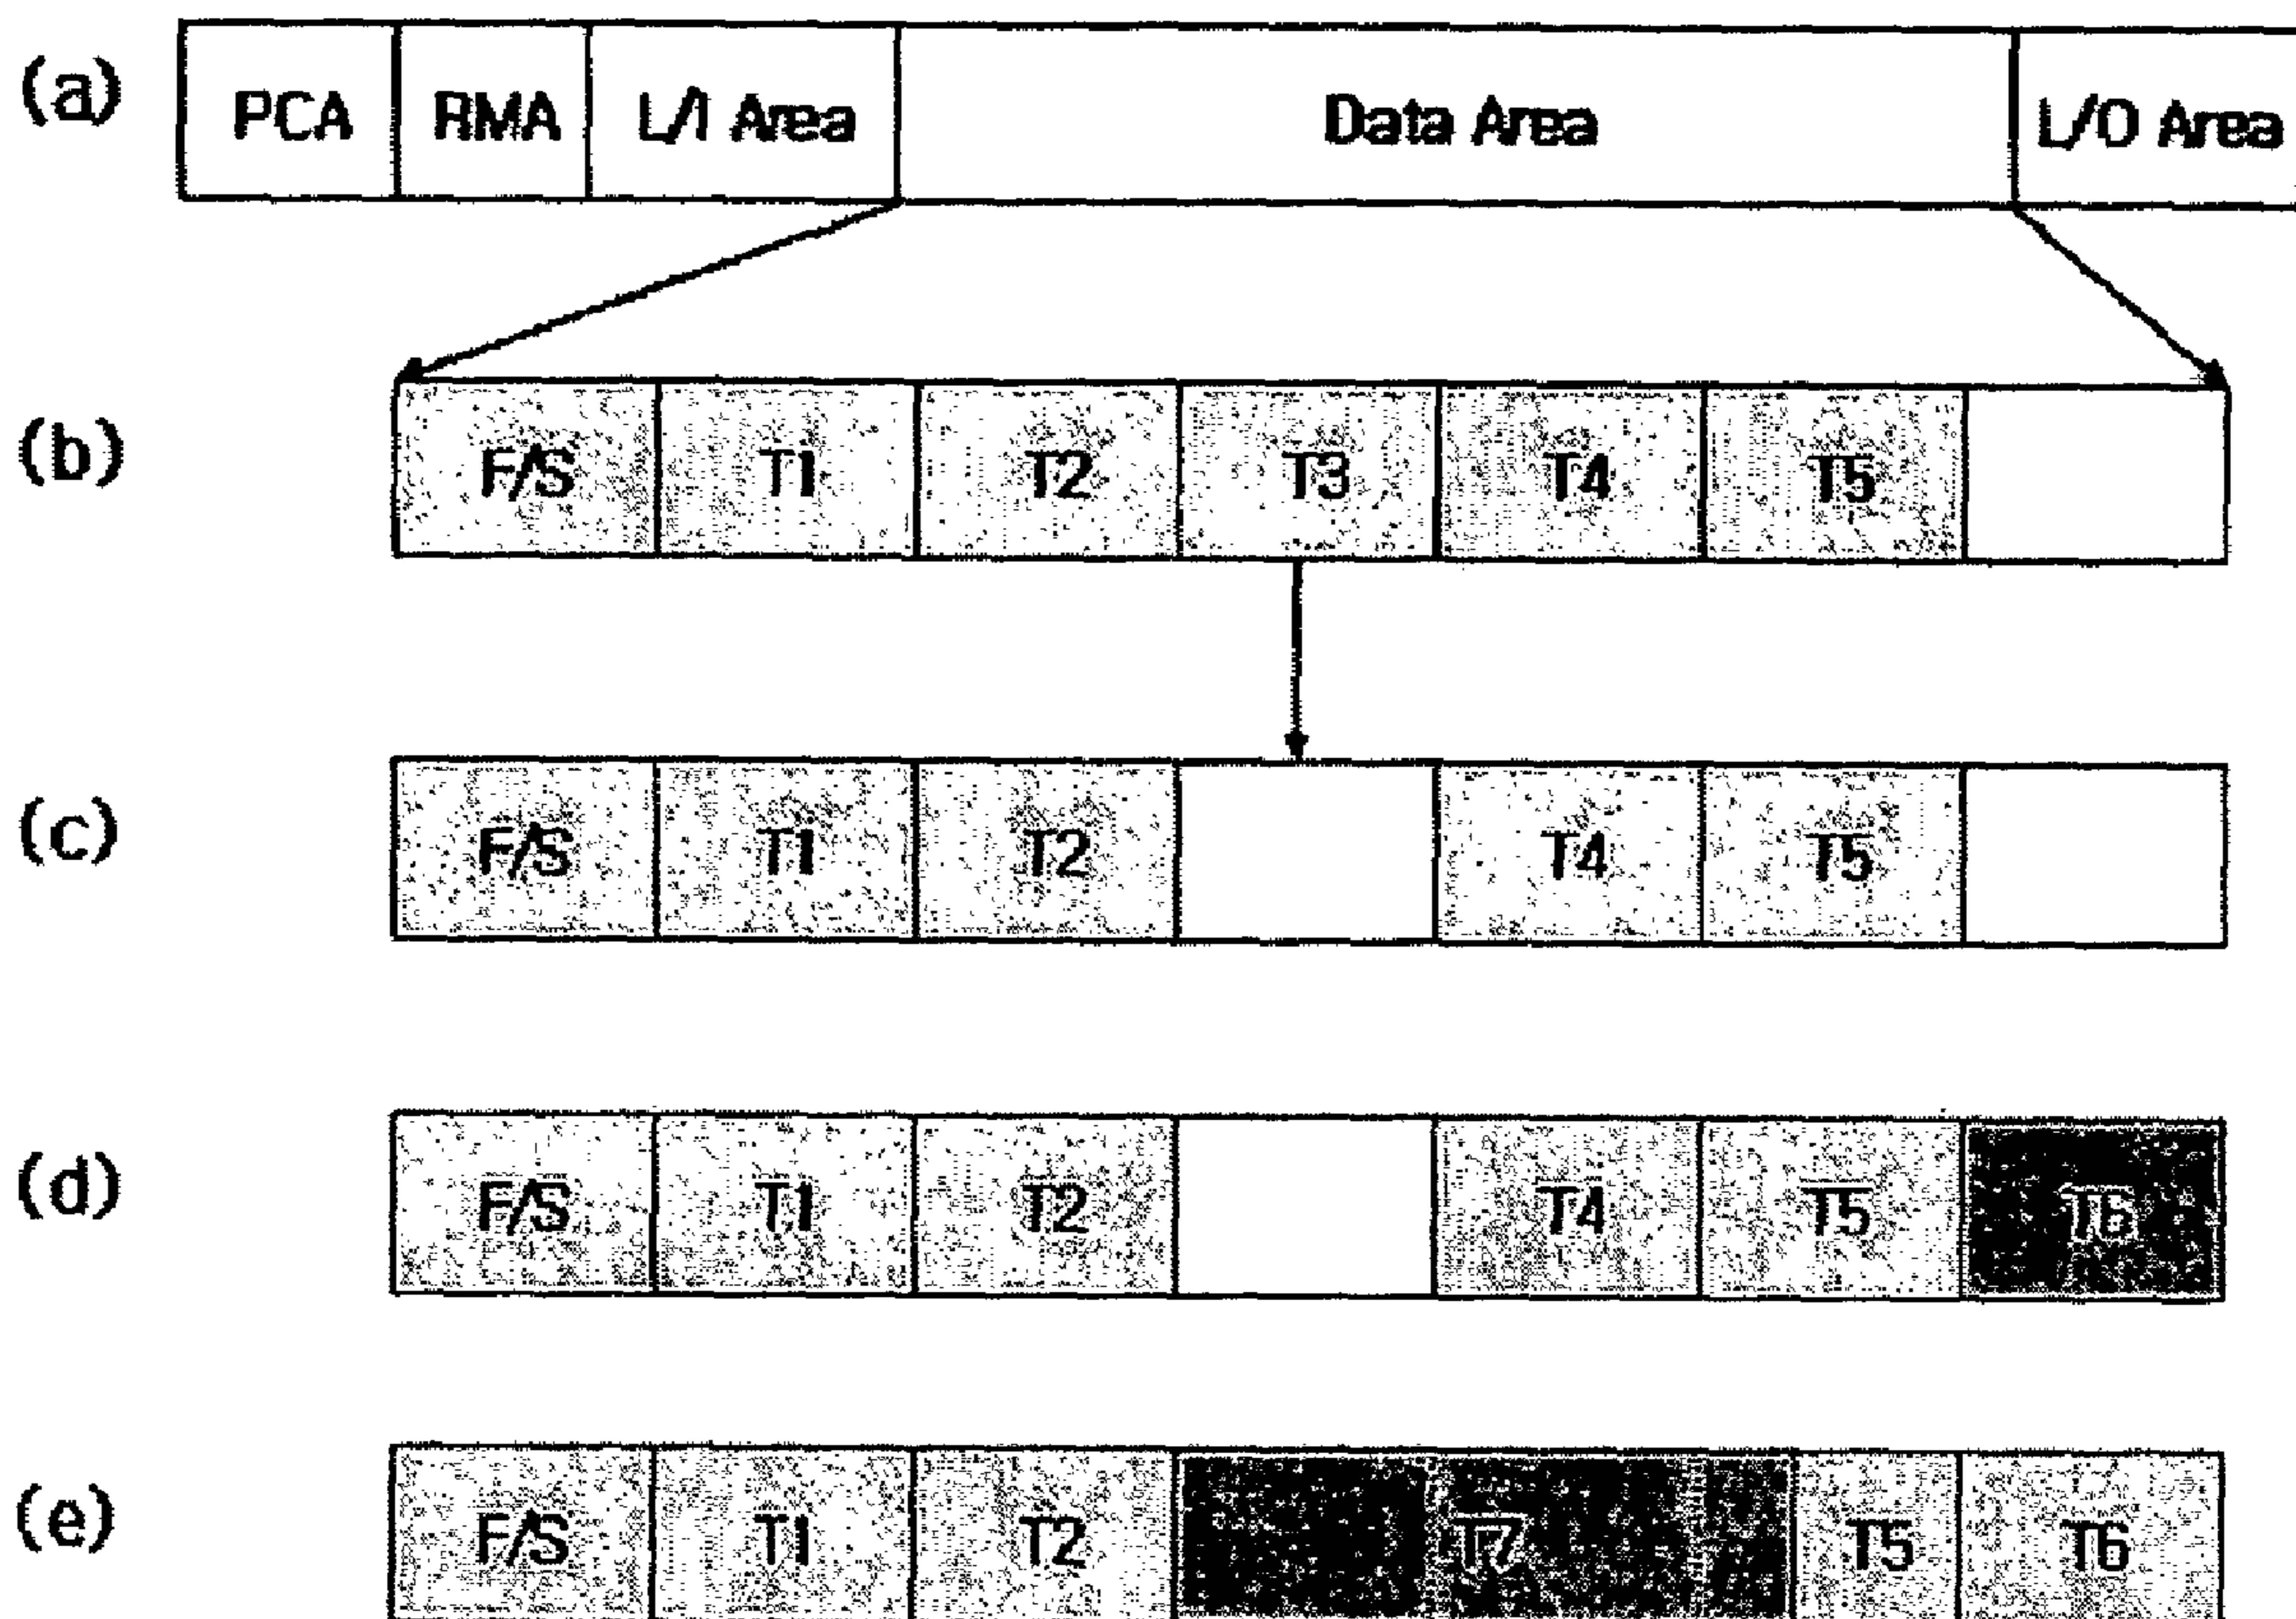 (a) PCA RMA L/I Area Data Area L/O Area
(b) F/S T1 T2 T3 T4 T5
(c) F/S T1 T2 T4 T5
(d) F/S T1 T2 T4 T5 T6
(e) F/S T1 T2 T7 T5 T6